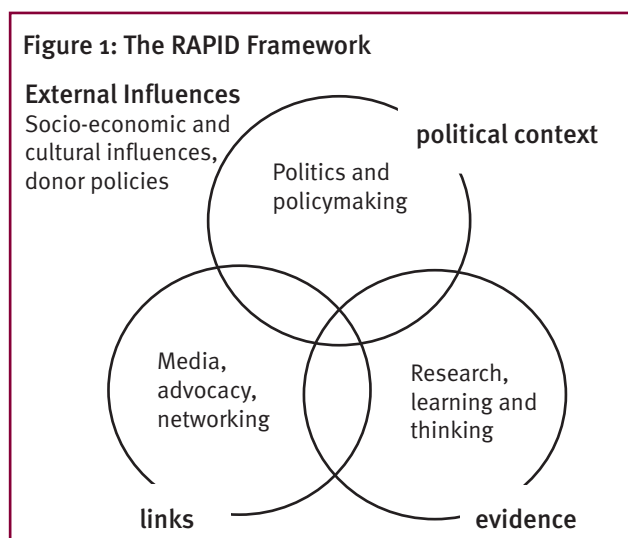 Figure 1: The RAPID Framework
External Influences
Socio-economic and
cultural influences,
donor policies
political context
Politics and
policymaking
Media,
advocacy,
networking
Research,
learning and
thinking
links
evidence